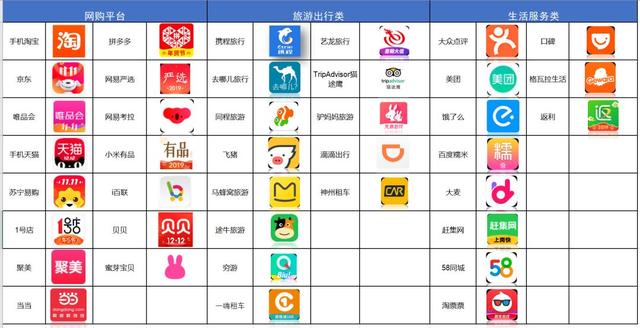 网购平台 旅游出行类 生活服务类
手机淘宝 淘 拼多多 年货节 携程旅行 Ctrip 携程 艺龙旅行 大众点评 口碑
京东 网易严选 严选 2019 去哪儿旅行 去哪儿? TripAdvisor猫途鹰 tripadvisor 猫途鹰 美团 美团 格瓦拉生活 Gewara
唯品会 唯品会 网易考拉 同程旅游 驴妈妈旅游 饿了么 返利 返
手机天猫 天猫 小米有品 有品 2019 飞猪 滴滴出行 百度糯米 糯
苏宁易购 11.11 i百联 马蜂窝旅游 神州租车 CAR 大麦
1号店 1号店 贝贝 贝贝 12·12 途牛旅游 赶集网 赶集网 上岗快
聚美 聚美 蜜芽宝贝 穷游 Qiu! 58同城 58
当当 当当 dangdang.com 一嗨租车 淘票票